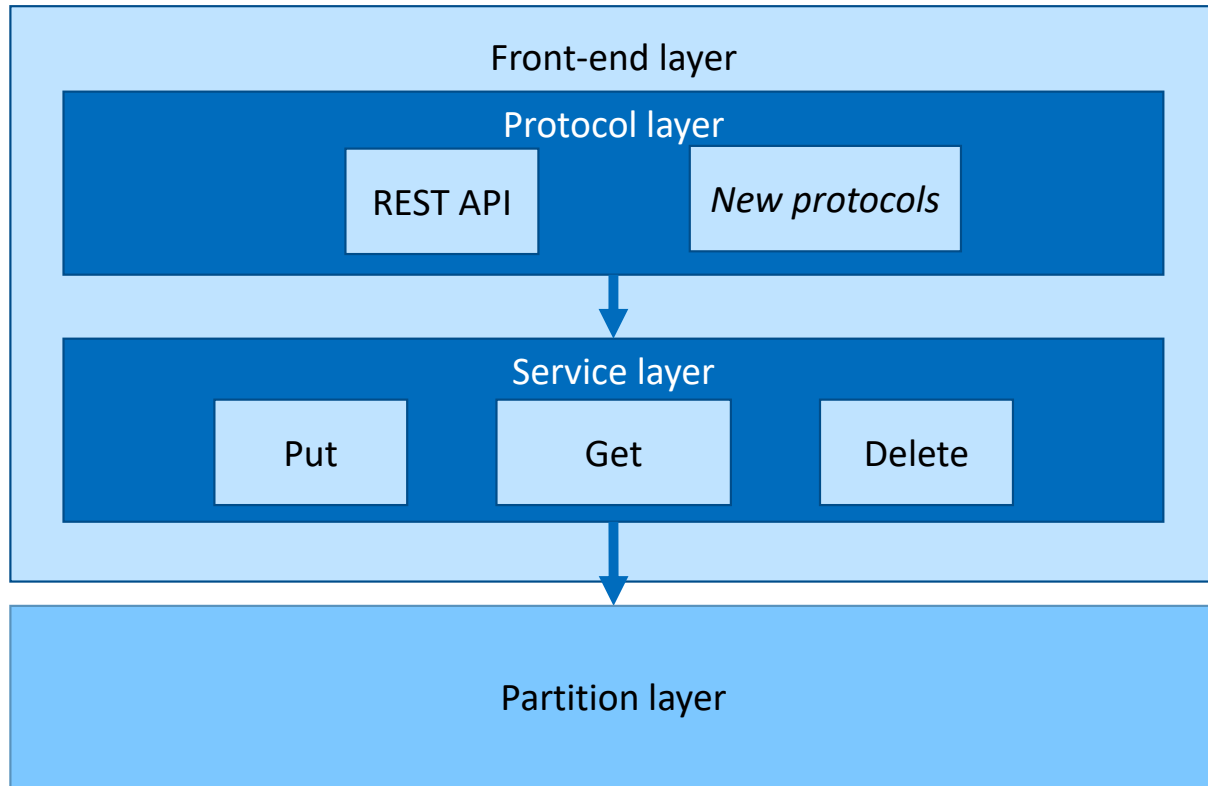 Front-end layer
Protocol layer
REST API
New protocols
Service layer
Put
Get
Delete
Partition layer